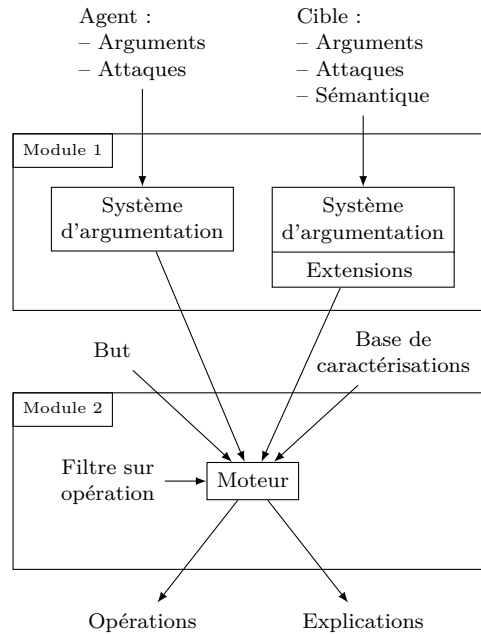 Agent :
– Arguments
– Attaques
Cible :
– Arguments
– Attaques
– Sémantique
Module 1
Système
d'argumentation
Système
d'argumentation
Extensions
But
Base de
caractérisations
Module 2
Filtre sur
opération
Moteur
Opérations
Explications